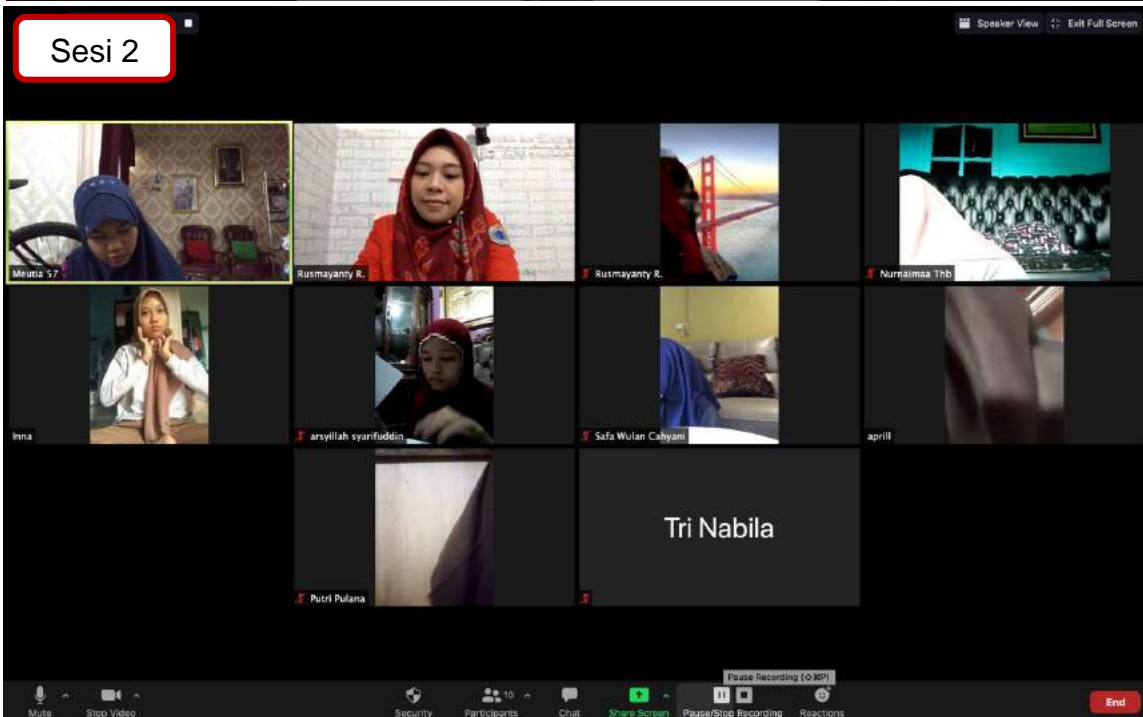 Sesi 2
Speaker View
Exit Full Screen
Meutia S7
Rusmayanty R.
Rusmayanty R.
Nurnaimaa Thb
Inna
arsyillah syarifuddin
Safa Wulan Cahyani
aprill
Putri Pulana
Tri Nabila
Pause Recording (⇧⌘P)
Mute
Stop Video
Security
Participants
10
Chat
Share Screen
Pause/Stop Recording
Reactions
End